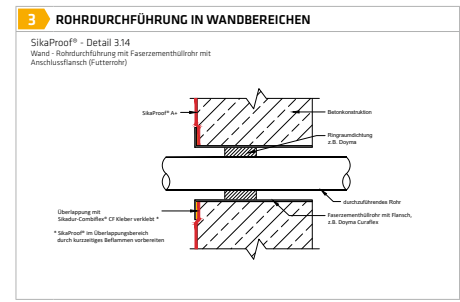 3 ROHRDURCHFÜHRUNG IN WANDBEREICHEN
SikaProof® - Detail 3.14
Wand - Rohrdurchführung mit Faserzementhüllrohr mit
Anschlussflansch (Futterrohr)
SikaProof® A+
Betonkonstruktion
Ringraumdichtung
z.B. Doyma
durchzuführendes Rohr
Überlappung mit
Sikadur-Combiflex® CF Kleber verklebt *
Faserzementhüllrohr mit Flansch,
z.B. Doyma Curaflex
* SikaProof® im Überlappungsbereich
durch kurzzeitiges Beflammen vorbereiten